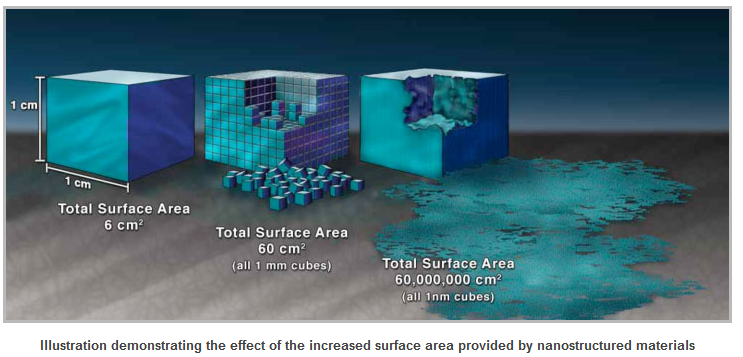 1 cm
1 cm
Total Surface Area
6 cm²
Total Surface Area
60 cm²
(all 1 mm cubes)
Total Surface Area
60,000,000 cm²
(all 1nm cubes)
Illustration demonstrating the effect of the increased surface area provided by nanostructured materials